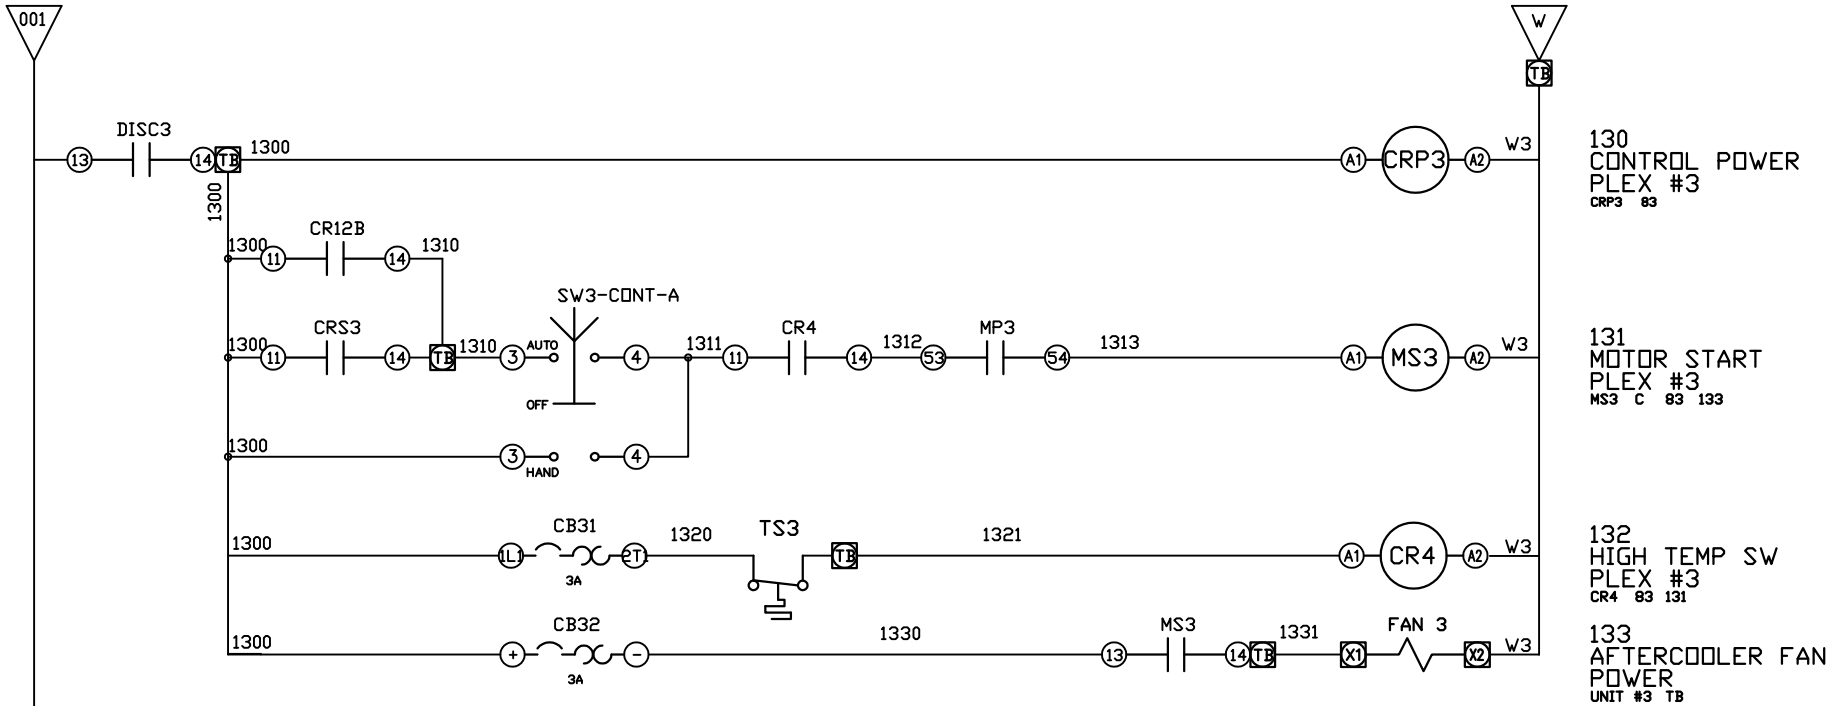 001
W
TB
DISC3
13
14
TB
1300
CRP3
A1
A2
W3
130
CONTROL POWER
PLEX #3
CRP3 83
1300
CR12B
1300
11
14
1310
SW3-CONT-A
CRS3
1300
11
14
TB
1310
3
AUTO
4
1311
11
CR4
14
1312
53
MP3
54
1313
A1
MS3
A2
W3
131
MOTOR START
PLEX #3
MS3 C 83 133
OFF
1300
3
HAND
4
1300
1L1
CB31
3A
2T1
1320
TS3
TB
1321
A1
CR4
A2
W3
132
HIGH TEMP SW
PLEX #3
CR4 83 131
1300
+
CB32
3A
-
1330
13
MS3
14
TB
1331
X1
FAN 3
X2
W3
133
AFTERCOOLER FAN
POWER
UNIT #3 TB